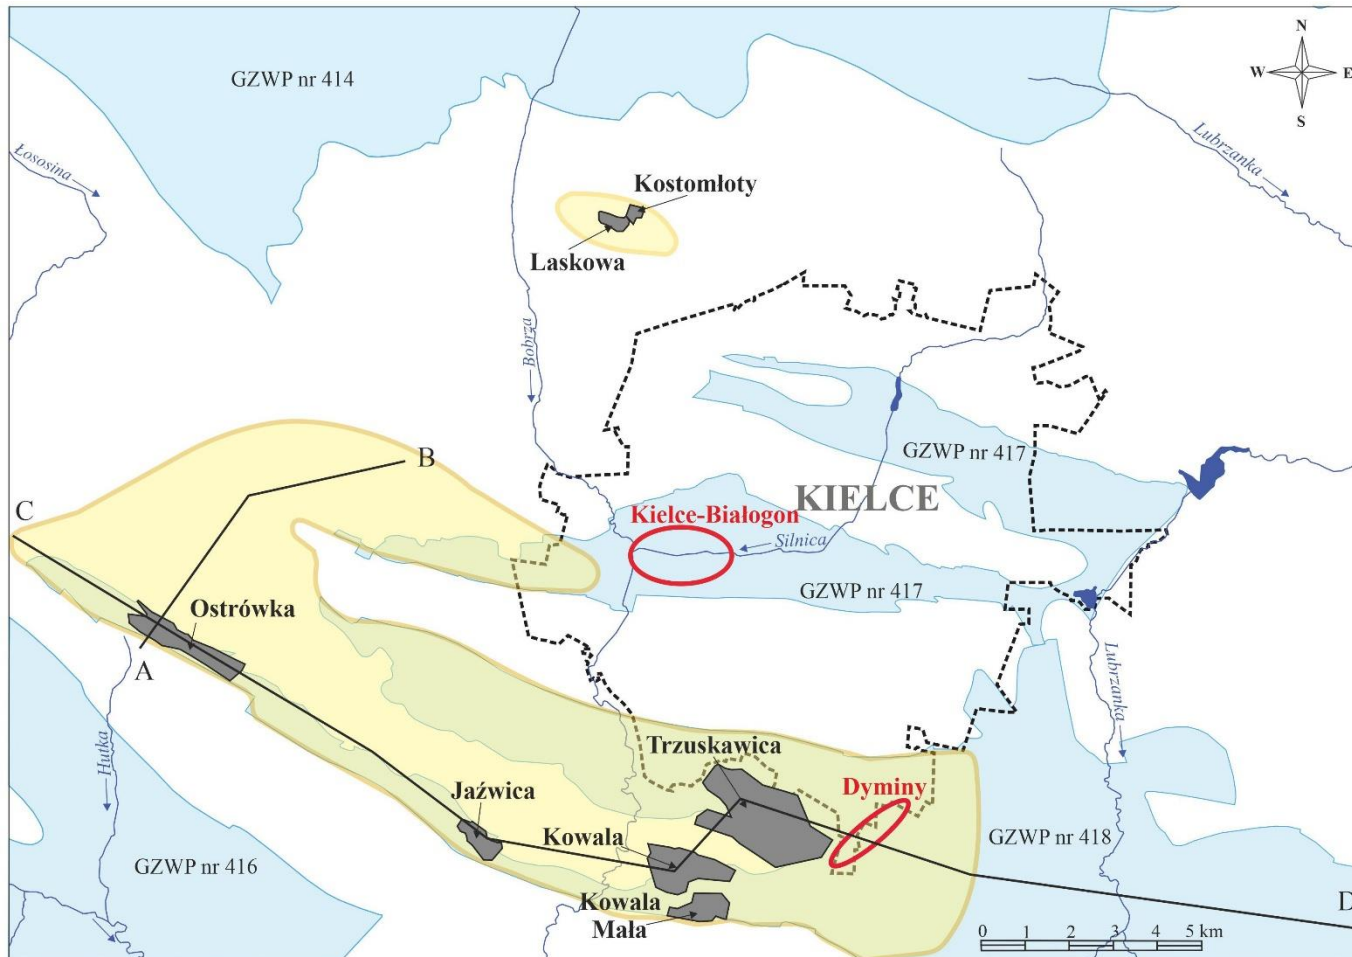 N
W E
S
GZWP nr 414
Łososina
Lubrzanka
Kostomłoty
Laskowa
Bobrza
GZWP nr 417
KIELCE
B
C
Kielce-Białogon
Silnica
GZWP nr 417
Ostrówka
A
Lubrzanka
Hutka
Trzuskawica
Jaźwica
Dyminy
Kowala
GZWP nr 416
GZWP nr 418
Kowala
Mała
D
0 1 2 3 4 5 km